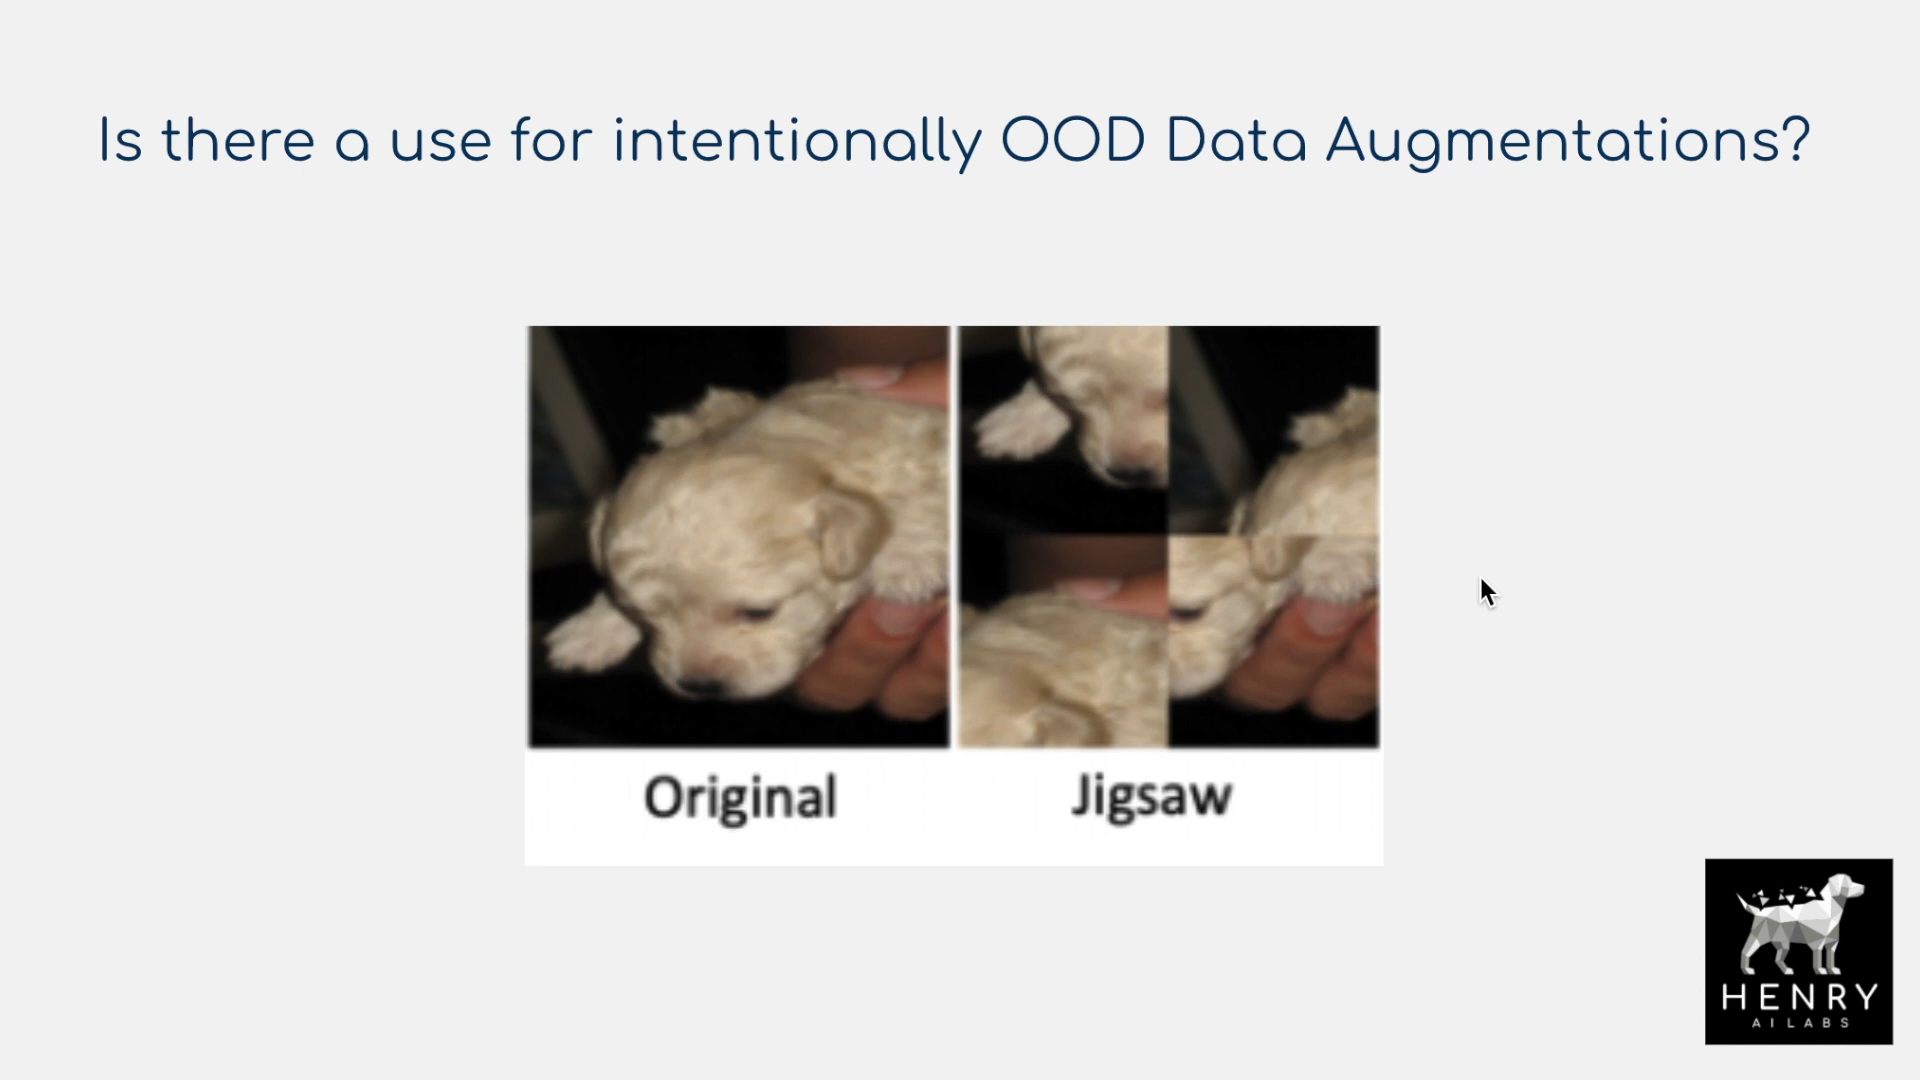 Is there a use for intentionally OOD Data Augmentations?
Original
Jigsaw
HENRY
AI LABS